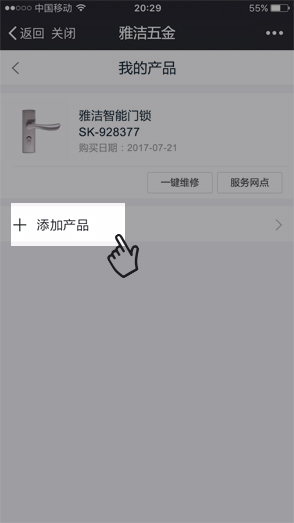 中国移动 20:29 55%
返回 关闭 雅洁五金
我的产品
雅洁智能门锁
SK-928377
购买日期：2017-07-21
一键维修 服务网点
添加产品